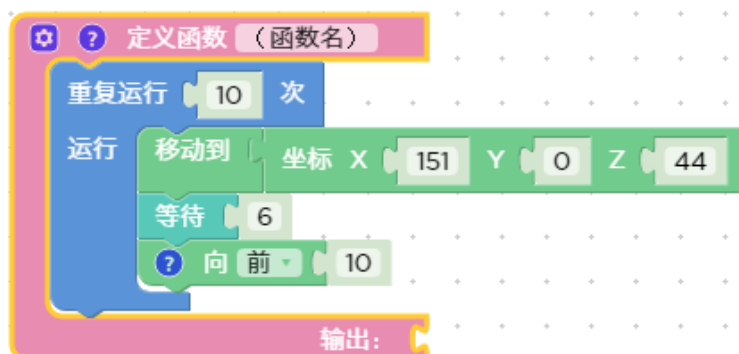 ? 定义函数 (函数名)
重复运行 10 次
运行 移动到 坐标 X 151 Y 0 Z 44
等待 6
? 向 前 10
输出: